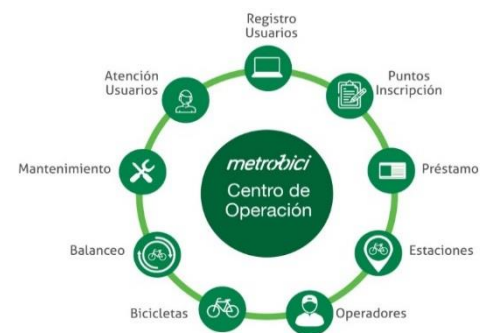 Registro
Usuarios
Puntos
Inscripción
Préstamo
Estaciones
Operadores
Bicicletas
Balanceo
Mantenimiento
Atención
Usuarios
metrobici
Centro de
Operación